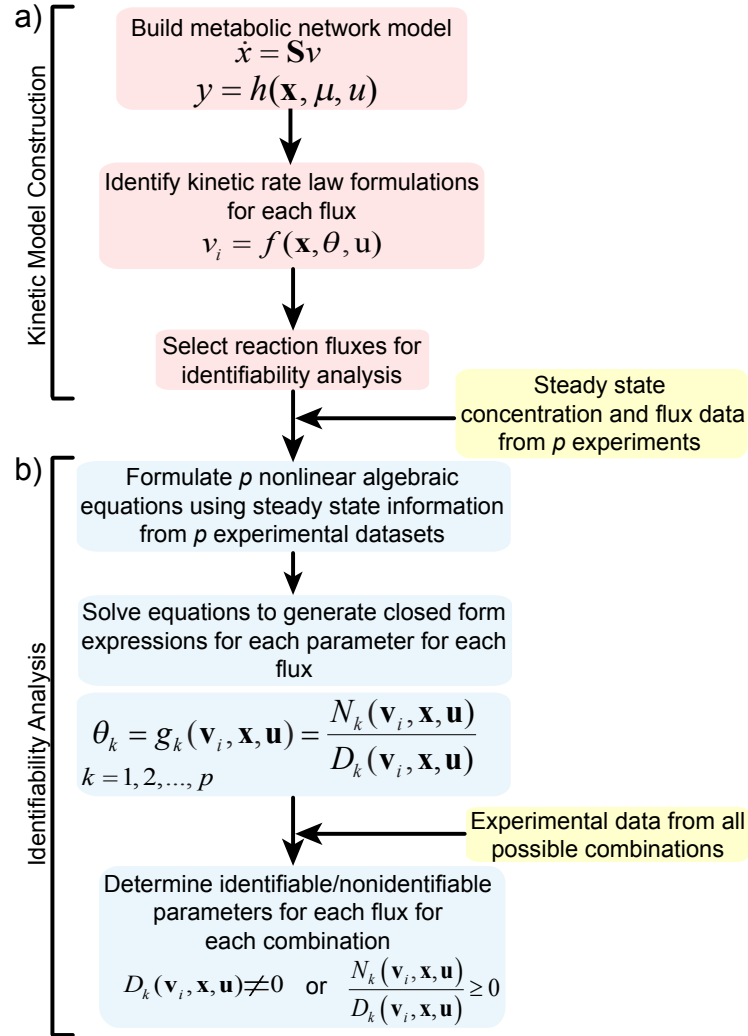 a)
Kinetic Model Construction
Build metabolic network model
ẋ = Sv
y = h(x, μ, u)
Identify kinetic rate law formulations
for each flux
v_i = f(x, θ, u)
Select reaction fluxes for
identifiability analysis
Steady state
concentration and flux data
from p experiments
b)
Identifiability Analysis
Formulate p nonlinear algebraic
equations using steady state information
from p experimental datasets
Solve equations to generate closed form
expressions for each parameter for each
flux
θ_k = g_k(v_i, x, u) = N_k(v_i, x, u) / D_k(v_i, x, u)
k = 1, 2, ..., p
Experimental data from all
possible combinations
Determine identifiable/nonidentifiable
parameters for each flux for
each combination
D_k(v_i, x, u) ≠ 0 or N_k(v_i, x, u) / D_k(v_i, x, u) ≥ 0